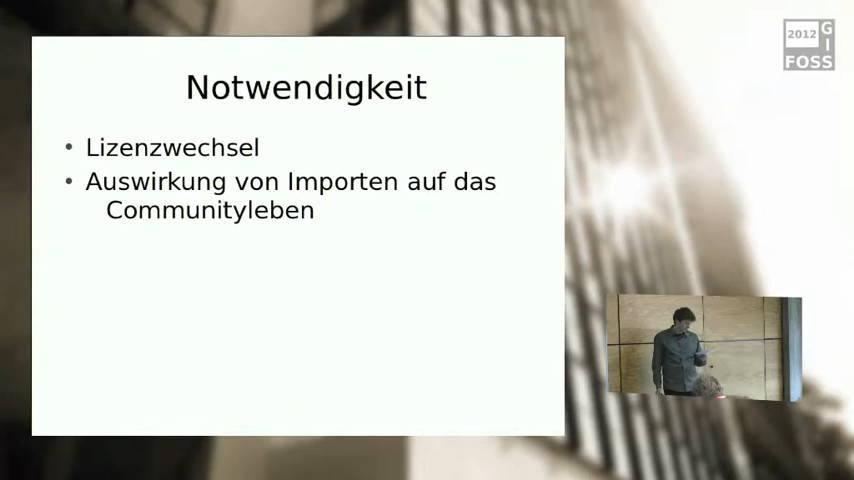 Notwendigkeit
• Lizenzwechsel
• Auswirkung von Importen auf das
Communityleben
2012 G
I
FOSS